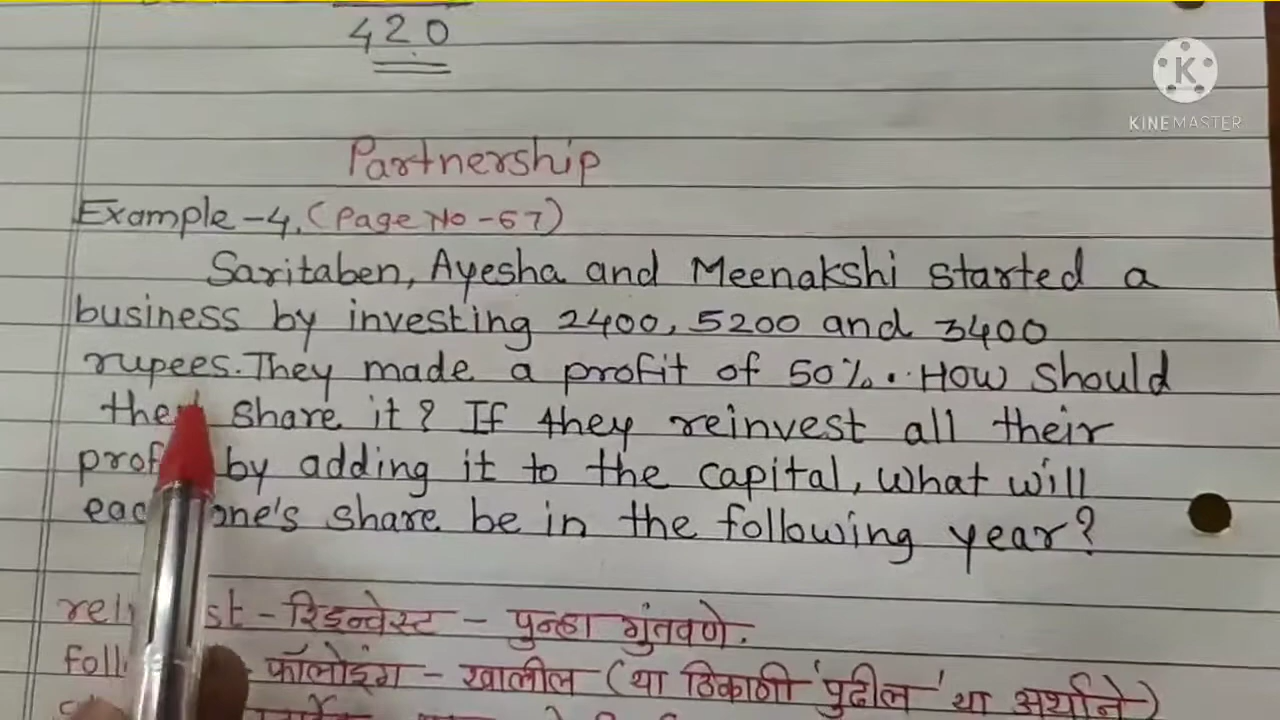 420
KINEMASTER
Partnership
Example-4. (Page No-67)
Saritaben, Ayesha and Meenakshi started a
business by investing 2400, 5200 and 3400
rupees. They made a profit of 50%. How should
they share it? If they reinvest all their
by adding it to the capital, what will
one's share be in the following year?
- रिइन्वेस्ट - पुन्हा गुंतवणे.
- फॉलोइंग - खालील (या ठिकाणी 'पुढील' या अर्थाने)